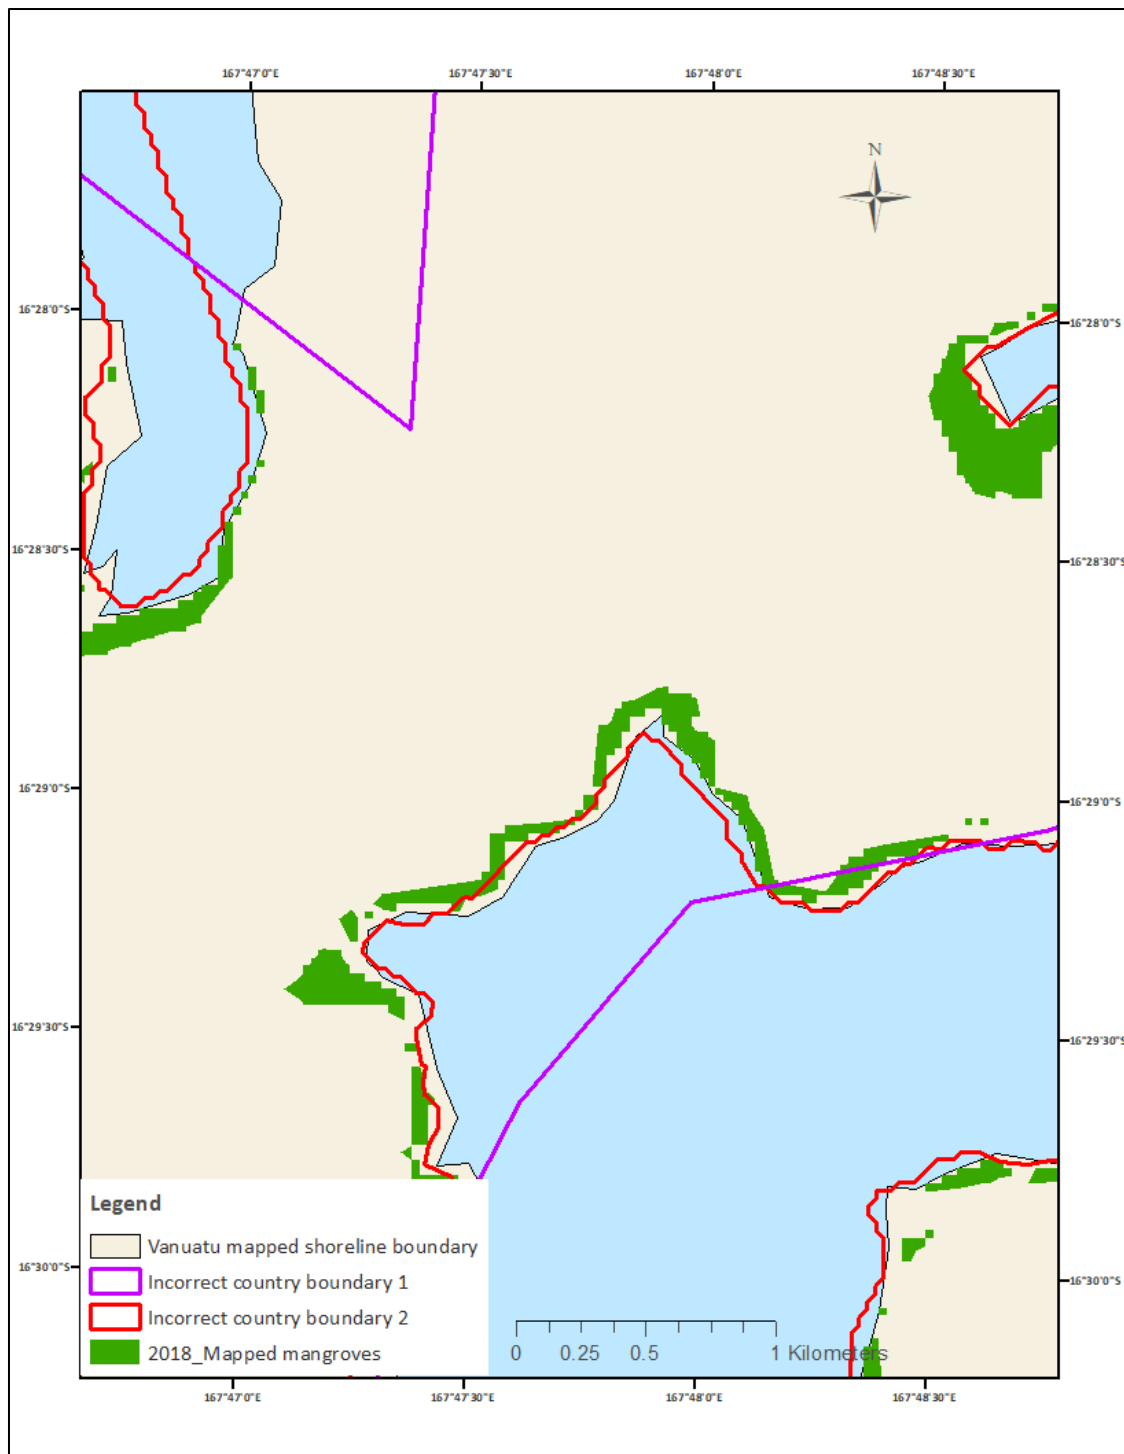 167°47'0"E 167°47'30"E 167°48'0"E 167°48'30"E
N
16°28'0"S 16°28'0"S
16°28'30"S 16°28'30"S
16°29'0"S 16°29'0"S
16°29'30"S 16°29'30"S
Legend
Vanuatu mapped shoreline boundary
Incorrect country boundary 1
Incorrect country boundary 2
2018_Mapped mangroves
16°30'0"S 16°30'0"S
0 0.25 0.5 1 Kilometers
167°47'0"E 167°47'30"E 167°48'0"E 167°48'30"E